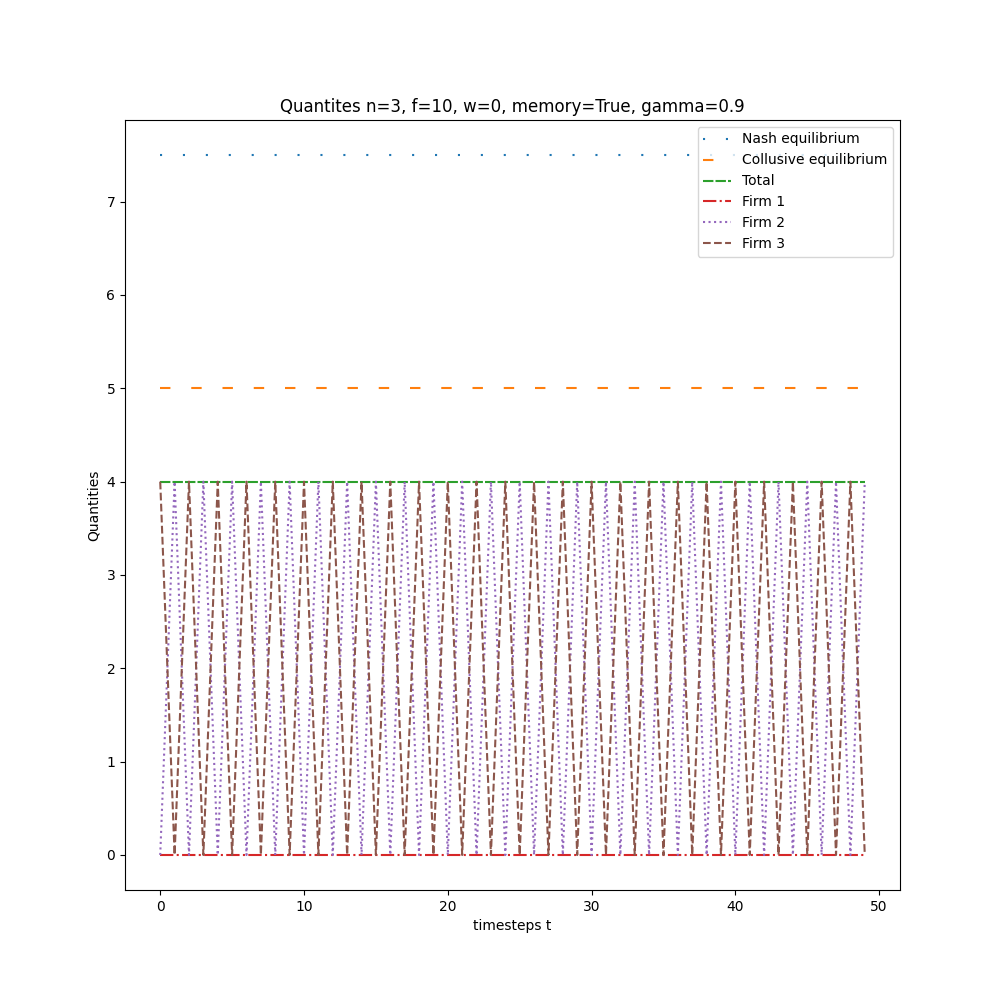 Quantites n=3, f=10, w=0, memory=True, gamma=0.9
Nash equilibrium
Collusive equilibrium
Total
Firm 1
Firm 2
Firm 3
7
6
5
4
3
2
1
0
Quantities
0 10 20 30 40 50
timesteps t